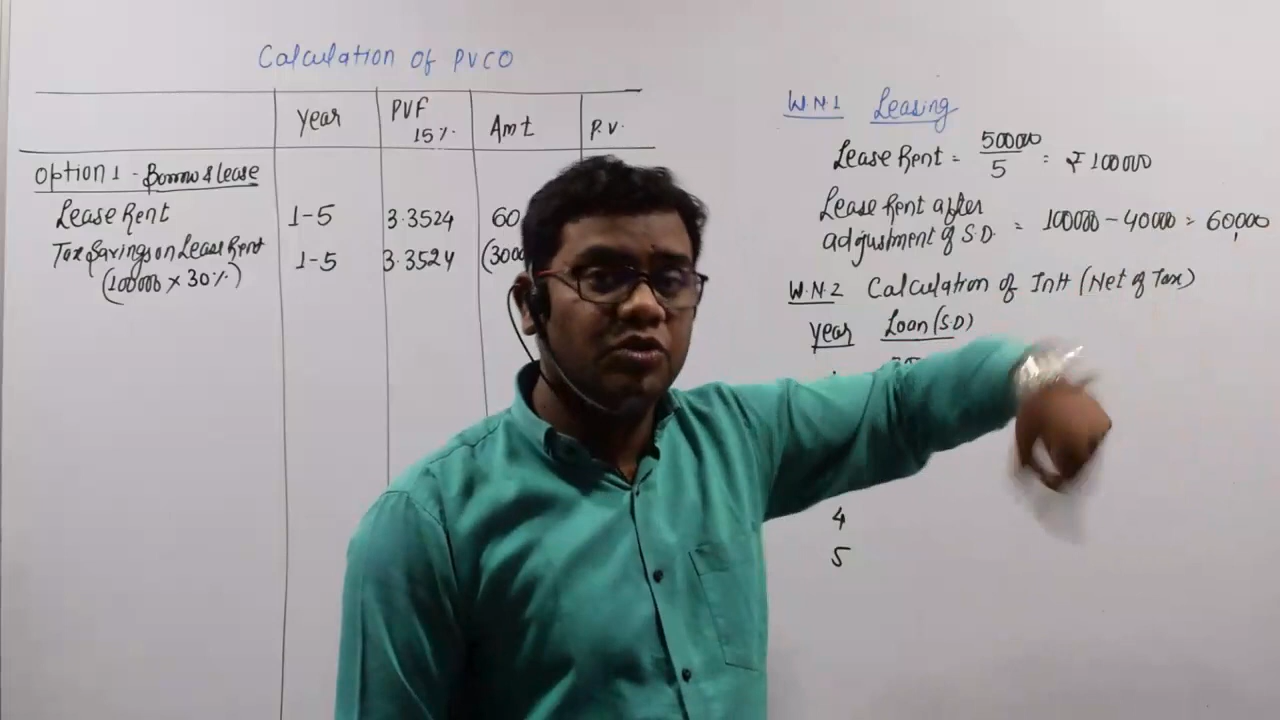 Calculation of PVCO
Year PVF 15%. Amt P.V.
Option 1 - Borrow & Lease
Lease Rent 1-5 3.3524 60
Tax Savings on Lease Rent 1-5 3.3524 (3000
(100000 × 30%)
W.N.1 Leasing
Lease Rent = 500000 / 5 = ₹ 100000
Lease Rent after
adjustment of S.D. = 100000 - 40000 = 60,000
W.N.2 Calculation of Int (Net of Tax)
Year Loan (S.D)
4
5